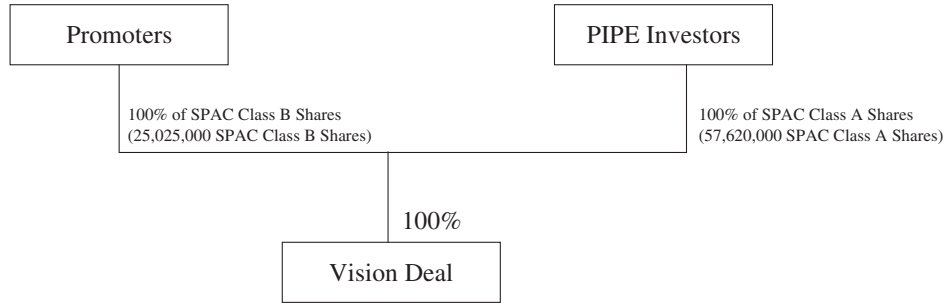 Promoters
PIPE Investors
100% of SPAC Class B Shares
(25,025,000 SPAC Class B Shares)
100% of SPAC Class A Shares
(57,620,000 SPAC Class A Shares)
100%
Vision Deal